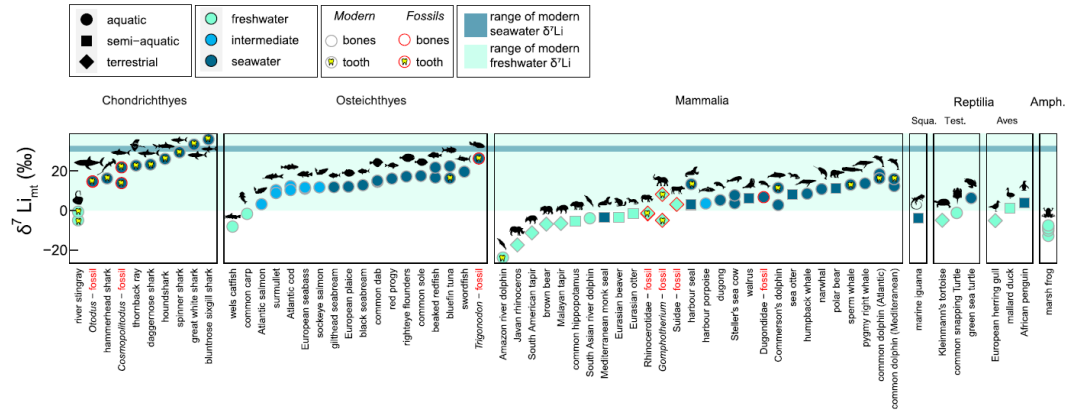 aquatic
semi-aquatic
terrestrial
freshwater
intermediate
seawater
Modern
Fossils
bones
bones
tooth
tooth
range of modern
seawater δ⁷Li
range of modern
freshwater δ⁷Li
Chondrichthyes
Osteichthyes
Mammalia
Reptilia
Amph.
Squa.
Test.
Aves
δ⁷ Li mt (‰)
20
0
−20
river stingray
Otodus – fossil
hammerhead shark
Cosmopolitodus – fossil
thornback ray
daggernose shark
houndshark
spinner shark
great white shark
bluntnose sixgill shark
wels catfish
common carp
Atlantic salmon
surmullet
Atlantic cod
European seabass
sockeye salmon
gilthead seabream
European plaice
black seabream
common dab
red progy
righteye flounders
common sole
beaked redfish
bluefin tuna
swordfish
Trigonodon – fossil
Amazon river dolphin
Javan rhinoceros
South American tapir
brown bear
Malayan tapir
common hippopotamus
South Asian river dolphin
Mediterranean monk seal
Eurasian beaver
Eurasian otter
Rhinocerotidae – fossil
Gomphotherium – fossil
Suidae – fossil
harbour seal
harbour porpoise
dugong
Steller's sea cow
walrus
Dugondidae – fossil
Commerson's dolphin
sea otter
humpback whale
narwhal
polar bear
sperm whale
pygmy right whale
common dolphin (Atlantic)
common dolphin (Mediteranean)
marine iguana
Kleinmann's tortoise
common snapping Turtle
green sea turtle
European herring gull
mallard duck
African penguin
marsh frog